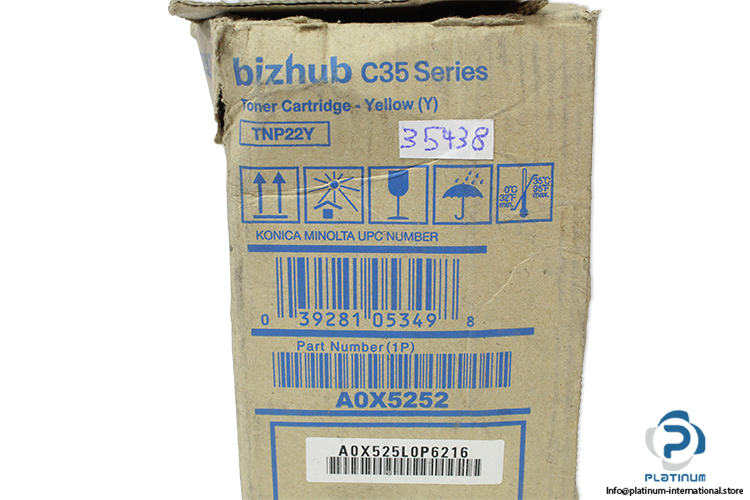 bizhub C35 Series
Toner Cartridge - Yellow (Y)
TNP22Y
35438
0°C
32°F
min.
35°C
95°F
max.
KONICA MINOLTA UPC NUMBER
0 39281 05349 8
Part Number (1P)
A0X5252
A0X525L0P6216
PLATINUM
Info@platinum-international.store